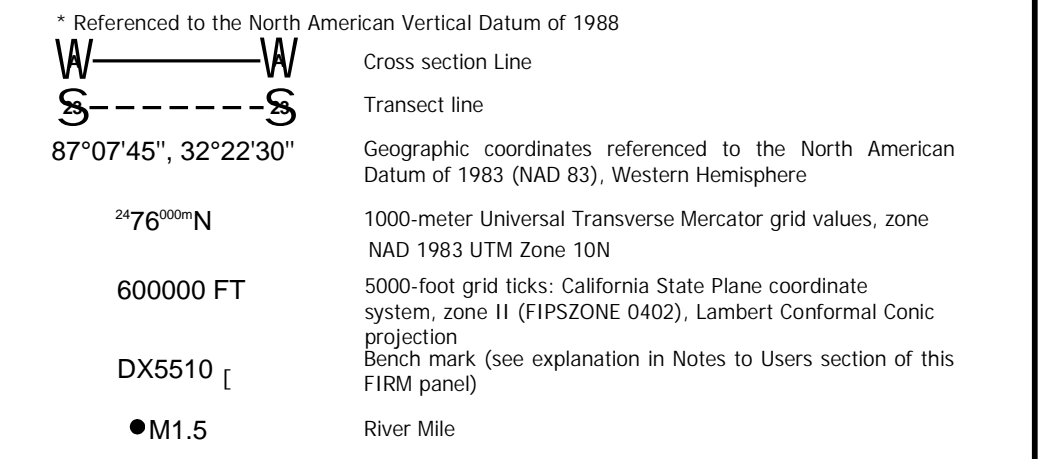 * Referenced to the North American Vertical Datum of 1988
A A Cross section Line
23 23 Transect line
87°07'45", 32°22'30" Geographic coordinates referenced to the North American
Datum of 1983 (NAD 83), Western Hemisphere
²⁴76⁰⁰⁰ᵐN 1000-meter Universal Transverse Mercator grid values, zone
NAD 1983 UTM Zone 10N
600000 FT 5000-foot grid ticks: California State Plane coordinate
system, zone II (FIPSZONE 0402), Lambert Conformal Conic
projection
DX5510 [ Bench mark (see explanation in Notes to Users section of this
FIRM panel)
●M1.5 River Mile